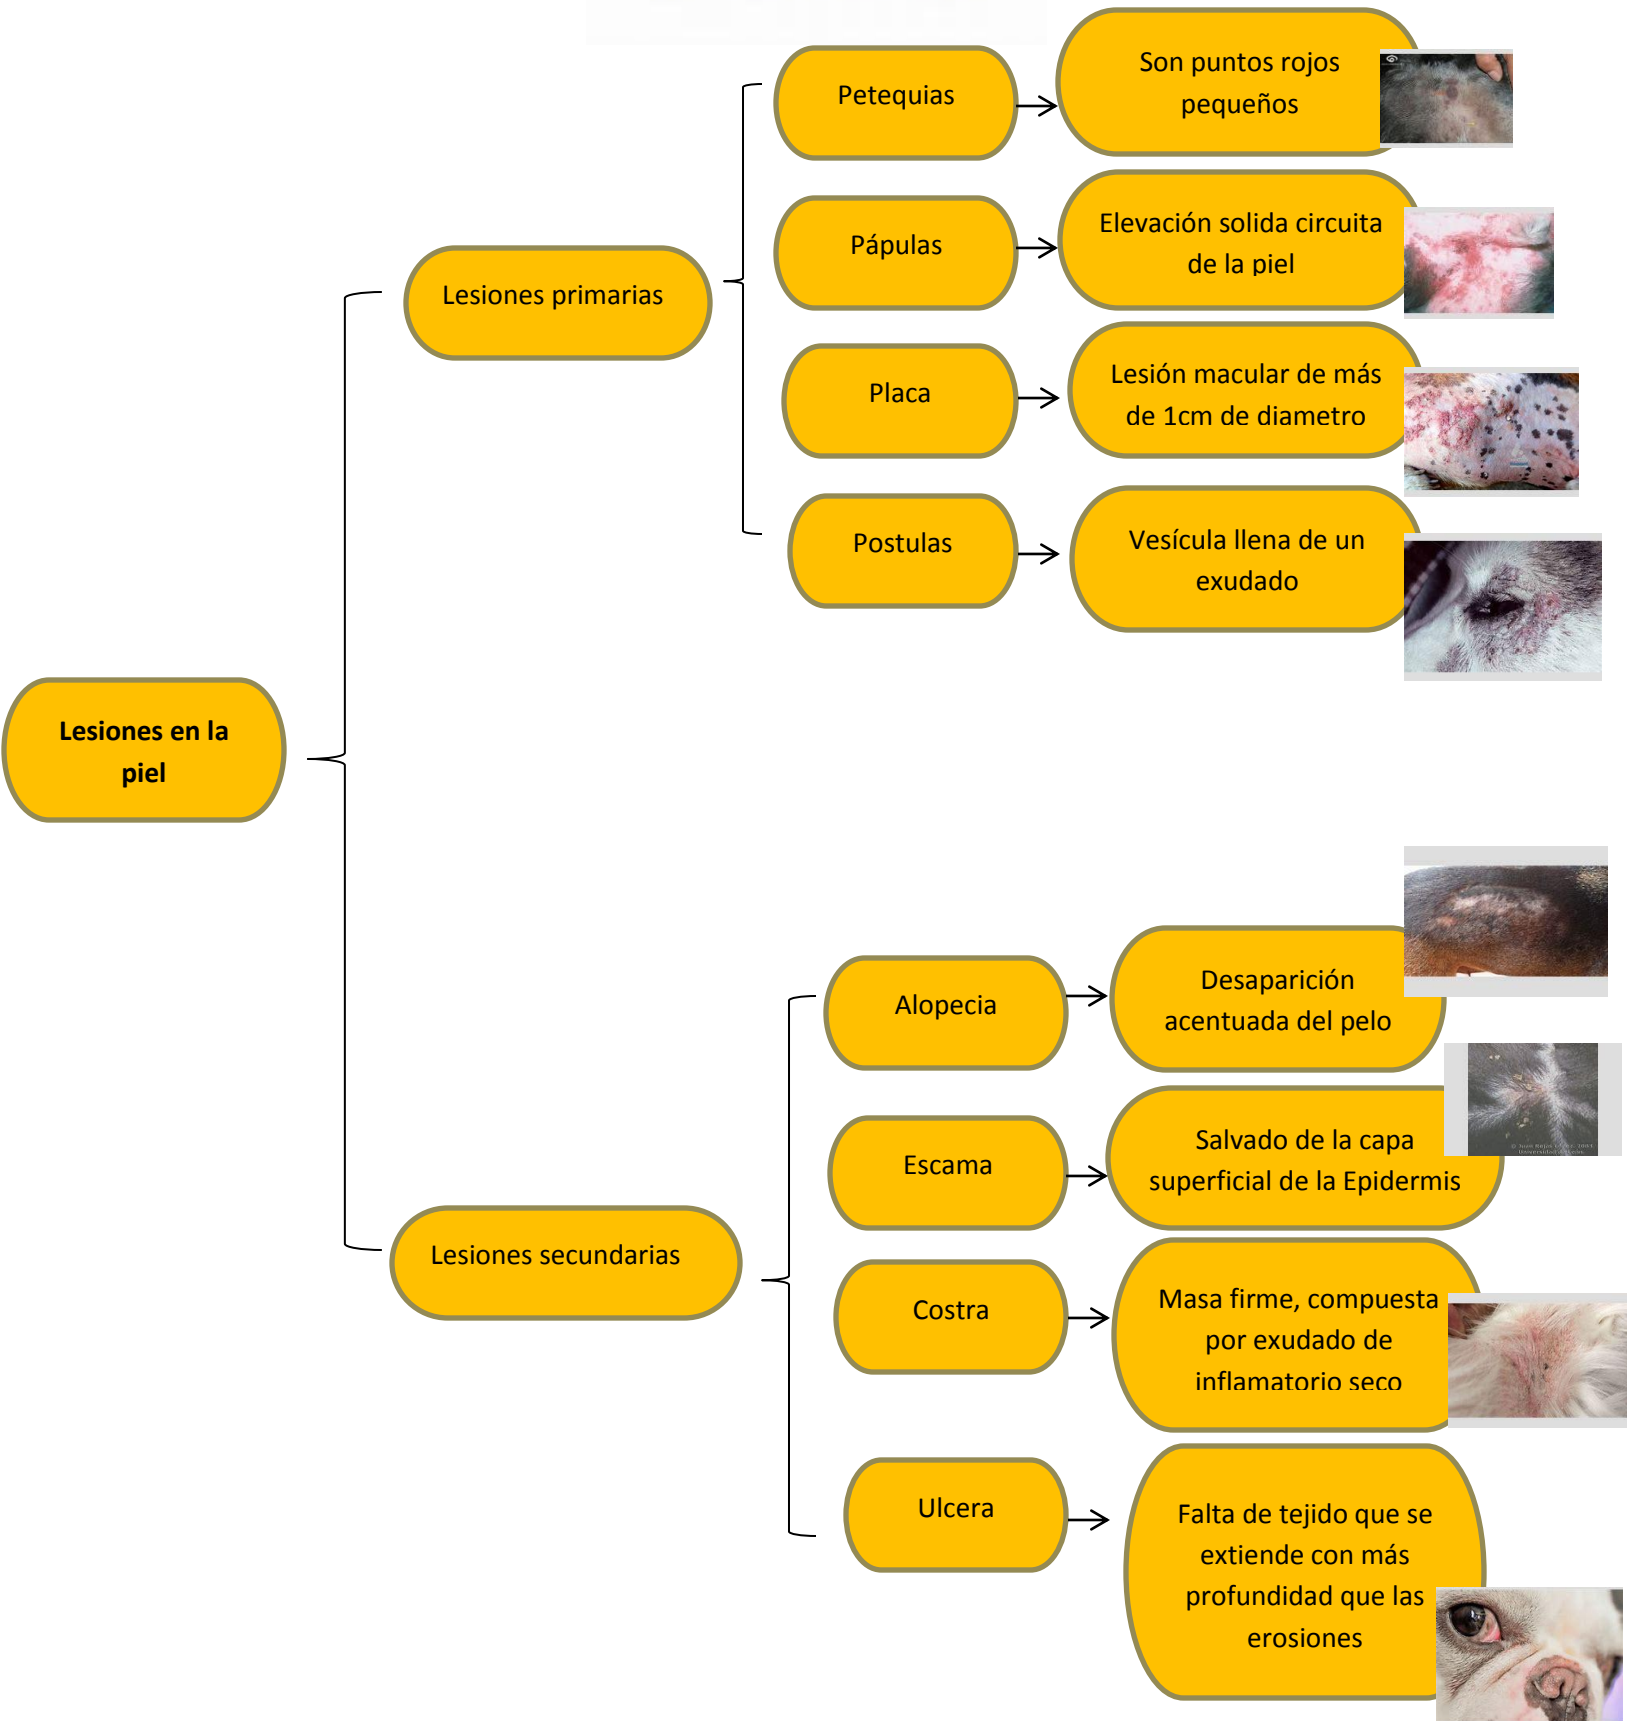 Petequias
Son puntos rojos
pequeños
Pápulas
Elevación solida circuita
de la piel
Lesiones primarias
Placa
Lesión macular de más
de 1cm de diametro
Postulas
Vesícula llena de un
exudado
Lesiones en la
piel
Alopecia
Desaparición
acentuada del pelo
Escama
Salvado de la capa
superficial de la Epidermis
Lesiones secundarias
Costra
Masa firme, compuesta
por exudado de
inflamatorio seco
Ulcera
Falta de tejido que se
extiende con más
profundidad que las
erosiones